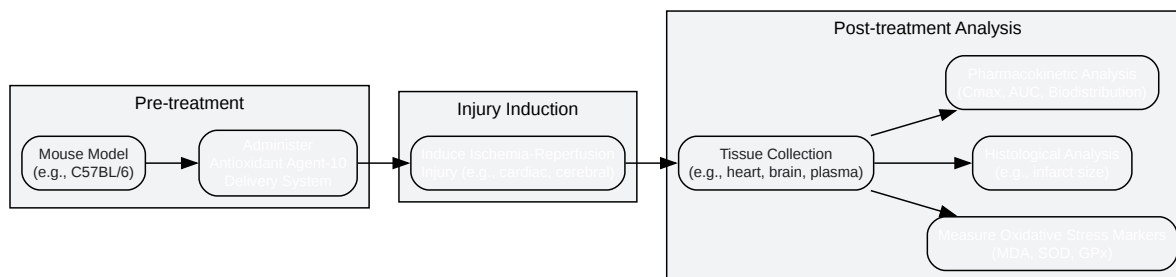 Pre-treatment
Mouse Model
(e.g., C57BL/6)
Administer
Antioxidant Agent-10
Delivery System
Injury Induction
Induce Ischemia-Reperfusion
Injury (e.g., cardiac, cerebral)
Post-treatment Analysis
Tissue Collection
(e.g., heart, brain, plasma)
Pharmacokinetic Analysis
(Cmax, AUC, Biodistribution)
Histological Analysis
(e.g., infarct size)
Measure Oxidative Stress Markers
(MDA, SOD, GPx)